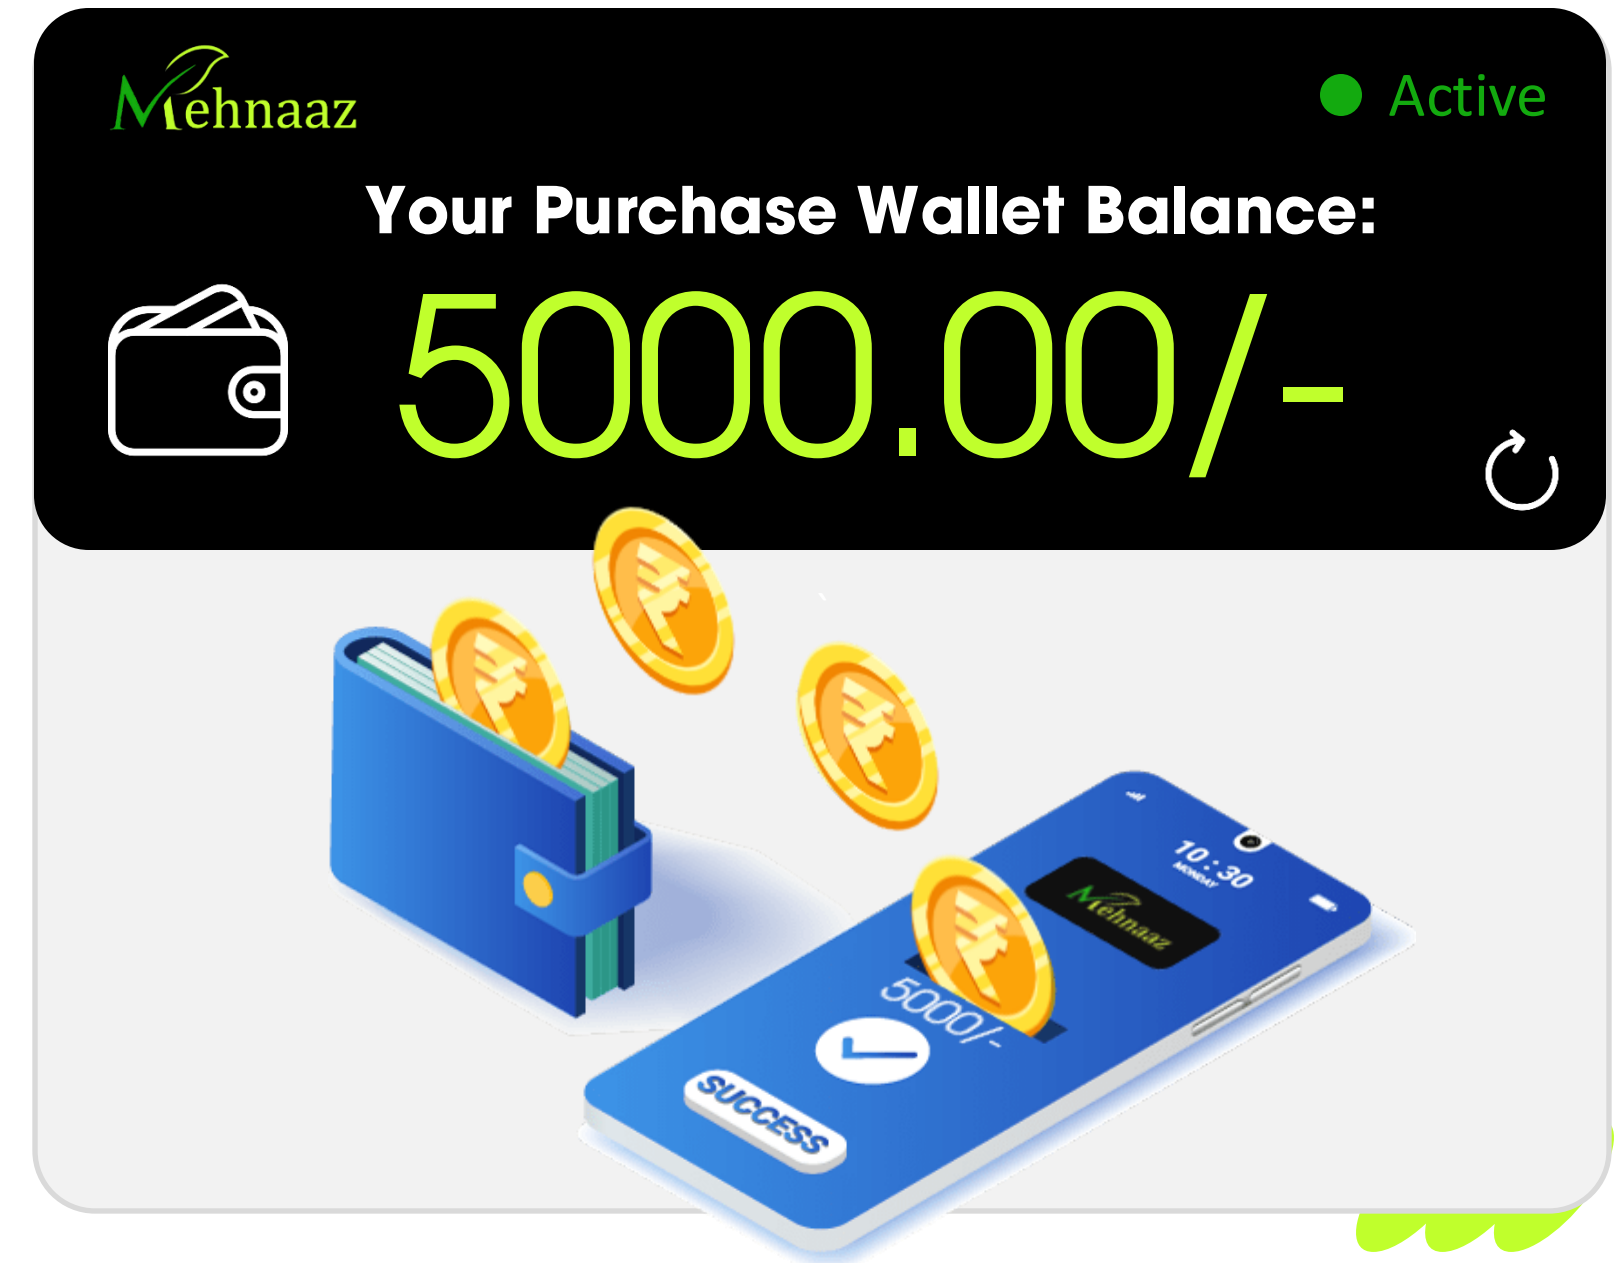 Mehnaaz
Active
Your Purchase Wallet Balance:
5000.00/-
10:30
MONDAY
Mehnaaz
5000/-
SUCCESS